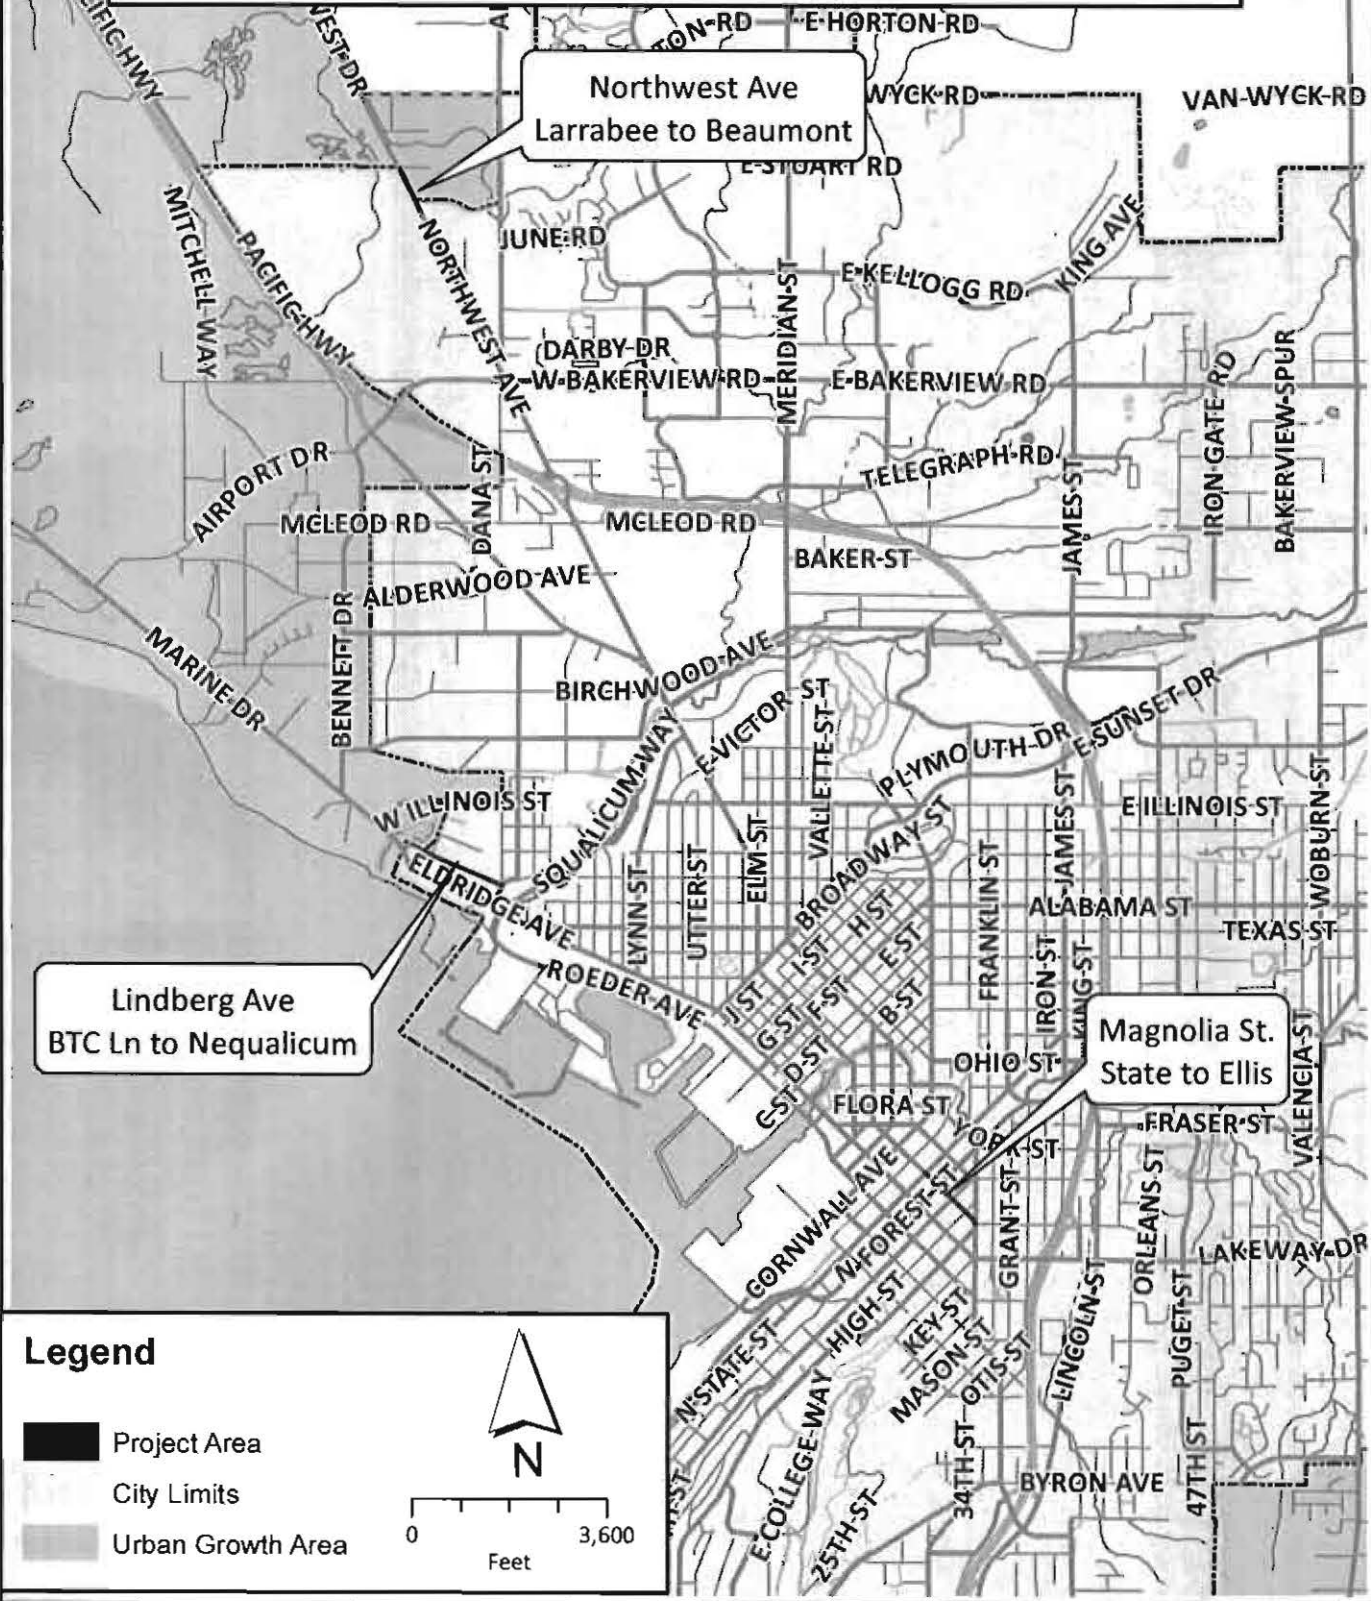 PACIFIC HWY
WEST DR
TON RD
E HORTON RD
Northwest Ave
Larrabee to Beaumont
WYCK RD
VAN WYCK RD
E STUART RD
MITCHELL WAY
PACIFIC HWY
NORTHWEST AVE
JUNE RD
KING AVE
E KELLOGG RD
MERIDIAN ST
DARBY DR
W BAKERVIEW RD
E BAKERVIEW RD
IRON GATE RD
BAKERVIEW SPUR
AIRPORT DR
DANA ST
TELEGRAPH RD
JAMES ST
MCLEOD RD
MCLEOD RD
BAKER ST
ALDERWOOD AVE
BENNETT DR
MARINE DR
BIRCHWOOD AVE
E VICTOR ST
VALLETTE ST
PLYMOUTH DR
E SUNSET DR
SQUALICUM WAY
W ILLINOIS ST
E ILLINOIS ST
WOBURN ST
JAMES ST
ELM ST
BROADWAY ST
ELDRIDGE AVE
LYNN ST
UTTER ST
FRANKLIN ST
H ST
ALABAMA ST
TEXAS ST
I ST
E ST
IRON ST
KING ST
ROEDER AVE
J ST
F ST
B ST
G ST
Lindberg Ave
BTC Ln to Nequalicum
Magnolia St.
State to Ellis
D ST
OHIO ST
VALENCIA ST
C ST
FLORA ST
YORK ST
FRASER ST
CORNWALL AVE
N FOREST ST
GRANT ST
ORLEANS ST
LAKEWAY DR
HIGH ST
KEY ST
LINCOLN ST
PUGET ST
N STATE ST
MASON ST
OTIS ST
E COLLEGE WAY
34TH ST
47TH ST
BYRON AVE
25TH ST
Legend
Project Area
City Limits
Urban Growth Area
N
0
3,600
Feet